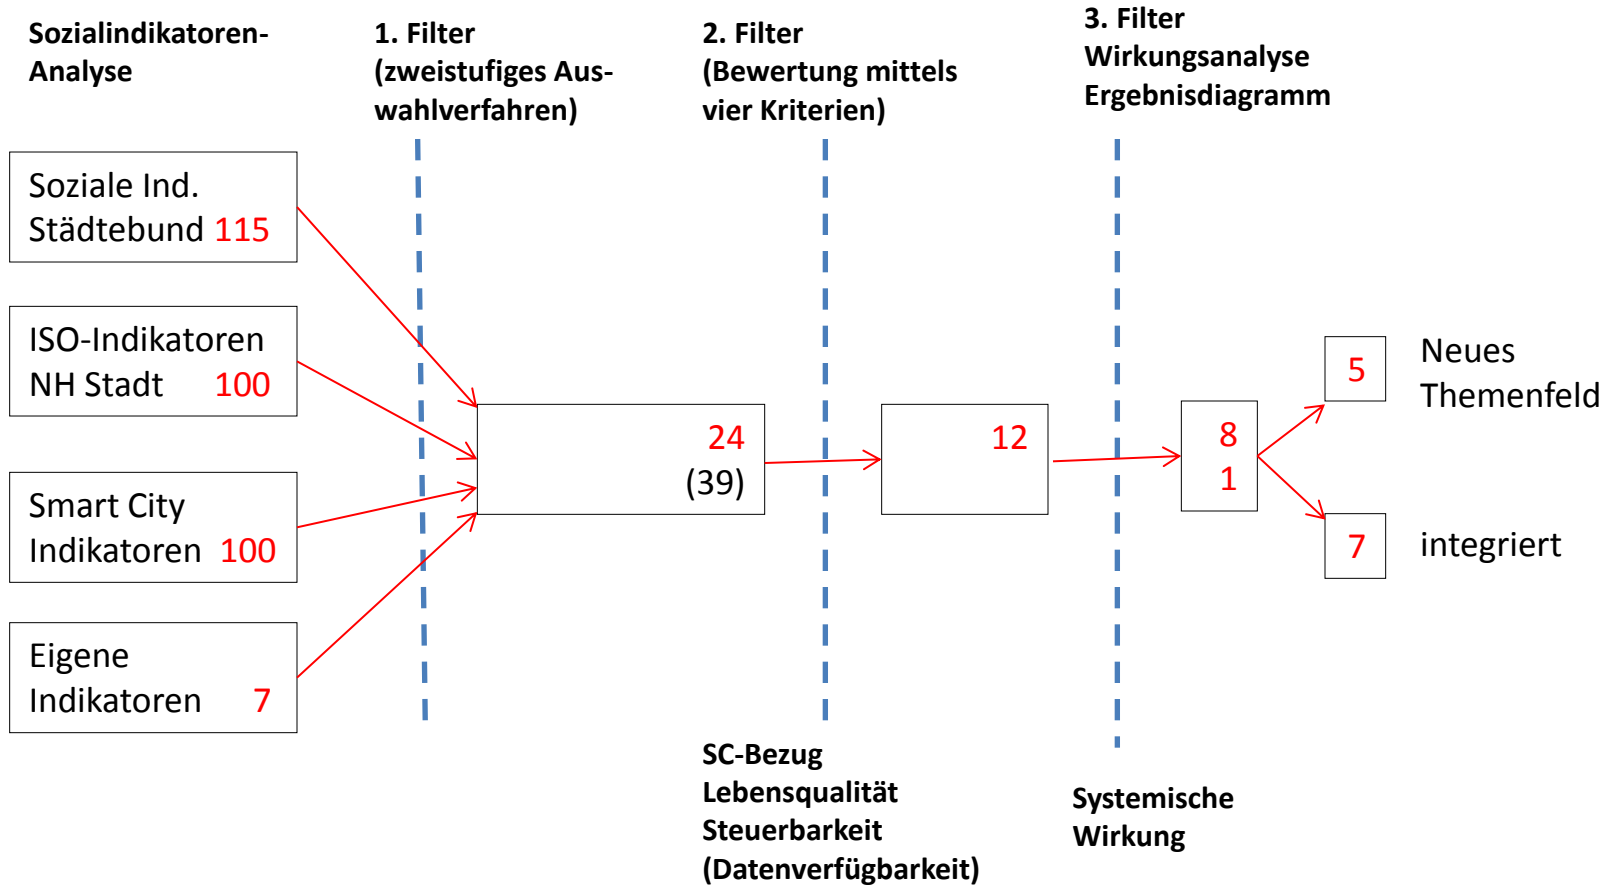 Sozialindikatoren-
Analyse
1. Filter
(zweistufiges Aus-
wahlverfahren)
2. Filter
(Bewertung mittels
vier Kriterien)
3. Filter
Wirkungsanalyse
Ergebnisdiagramm
Soziale Ind.
Städtebund 115
ISO-Indikatoren
NH Stadt 100
Smart City
Indikatoren 100
Eigene
Indikatoren 7
24
(39)
12
8
1
5
Neues
Themenfeld
7
integriert
SC-Bezug
Lebensqualität
Steuerbarkeit
(Datenverfügbarkeit)
Systemische
Wirkung